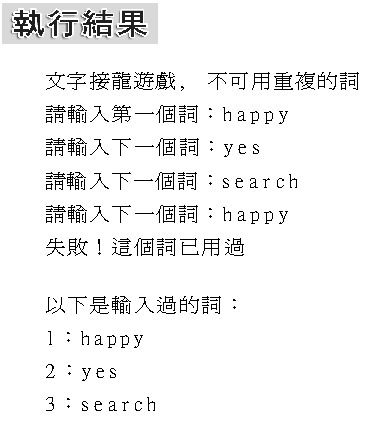 執行結果
文字接龍遊戲, 不可用重複的詞
請輸入第一個詞：happy
請輸入下一個詞：yes
請輸入下一個詞：search
請輸入下一個詞：happy
失敗！這個詞已用過
以下是輸入過的詞：
1：happy
2：yes
3：search